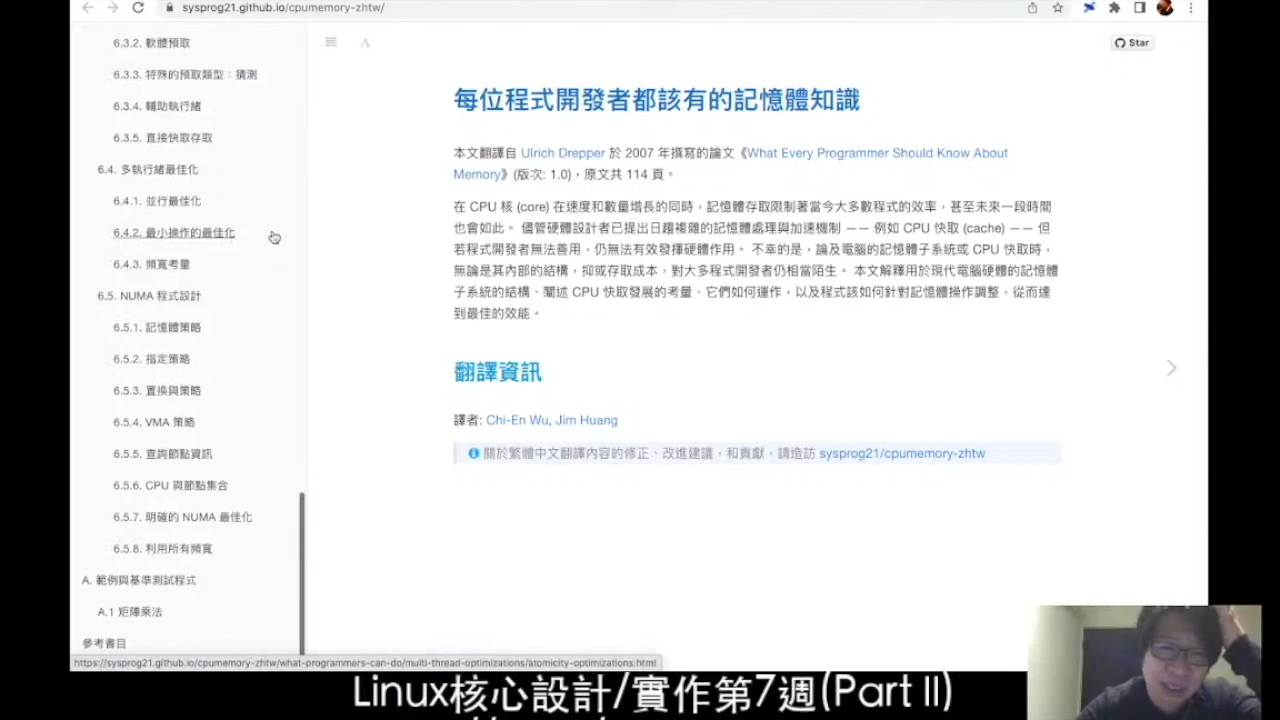 sysprog21.github.io/cpumemory-zhtw/
6.3.2. 軟體預取
6.3.3. 特殊的預取類型：猜測
6.3.4. 輔助執行緒
6.3.5. 直接快取存取
6.4. 多執行緒最佳化
6.4.1. 並行最佳化
6.4.2. 最小操作的最佳化
6.4.3. 頻寬考量
6.5. NUMA 程式設計
6.5.1. 記憶體策略
6.5.2. 指定策略
6.5.3. 置換與策略
6.5.4. VMA 策略
6.5.5. 查詢節點資訊
6.5.6. CPU 與節點集合
6.5.7. 明確的 NUMA 最佳化
6.5.8. 利用所有頻寬
A. 範例與基準測試程式
A.1 矩陣乘法
參考書目
A
Star
每位程式開發者都該有的記憶體知識
本文翻譯自 Ulrich Drepper 於 2007 年撰寫的論文《What Every Programmer Should Know About
Memory》(版次: 1.0)，原文共 114 頁。
在 CPU 核 (core) 在速度和數量增長的同時，記憶體存取限制著當今大多數程式的效率，甚至未來一段時間
也會如此。 儘管硬體設計者已提出日趨複雜的記憶體處理與加速機制 —— 例如 CPU 快取 (cache) —— 但
若程式開發者無法善用，仍無法有效發揮硬體作用。 不幸的是，論及電腦的記憶體子系統或 CPU 快取時，
無論是其內部的結構，抑或存取成本，對大多程式開發者仍相當陌生。 本文解釋用於現代電腦硬體的記憶體
子系統的結構、闡述 CPU 快取發展的考量、它們如何運作，以及程式該如何針對記憶體操作調整，從而達
到最佳的效能。
翻譯資訊
譯者: Chi-En Wu, Jim Huang
關於繁體中文翻譯內容的修正、改進建議，和貢獻，請造訪 sysprog21/cpumemory-zhtw
https://sysprog21.github.io/cpumemory-zhtw/what-programmers-can-do/multi-thread-optimizations/atomicity-optimizations.html
Linux核心設計/實作第7週(Part II)